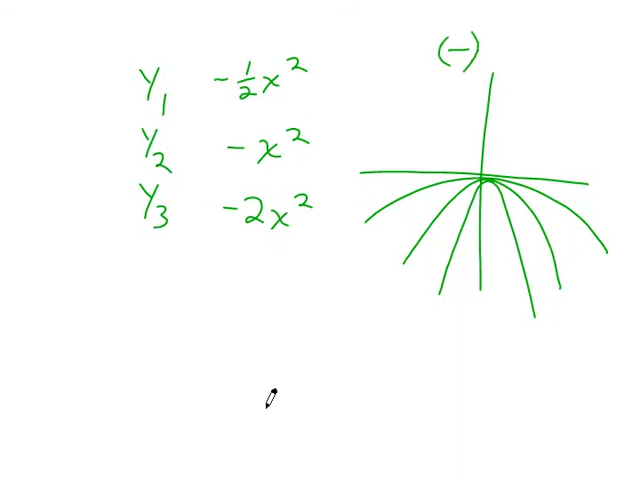 (−)
y₁ -½x²
y₂ -x²
y₃ -2x²